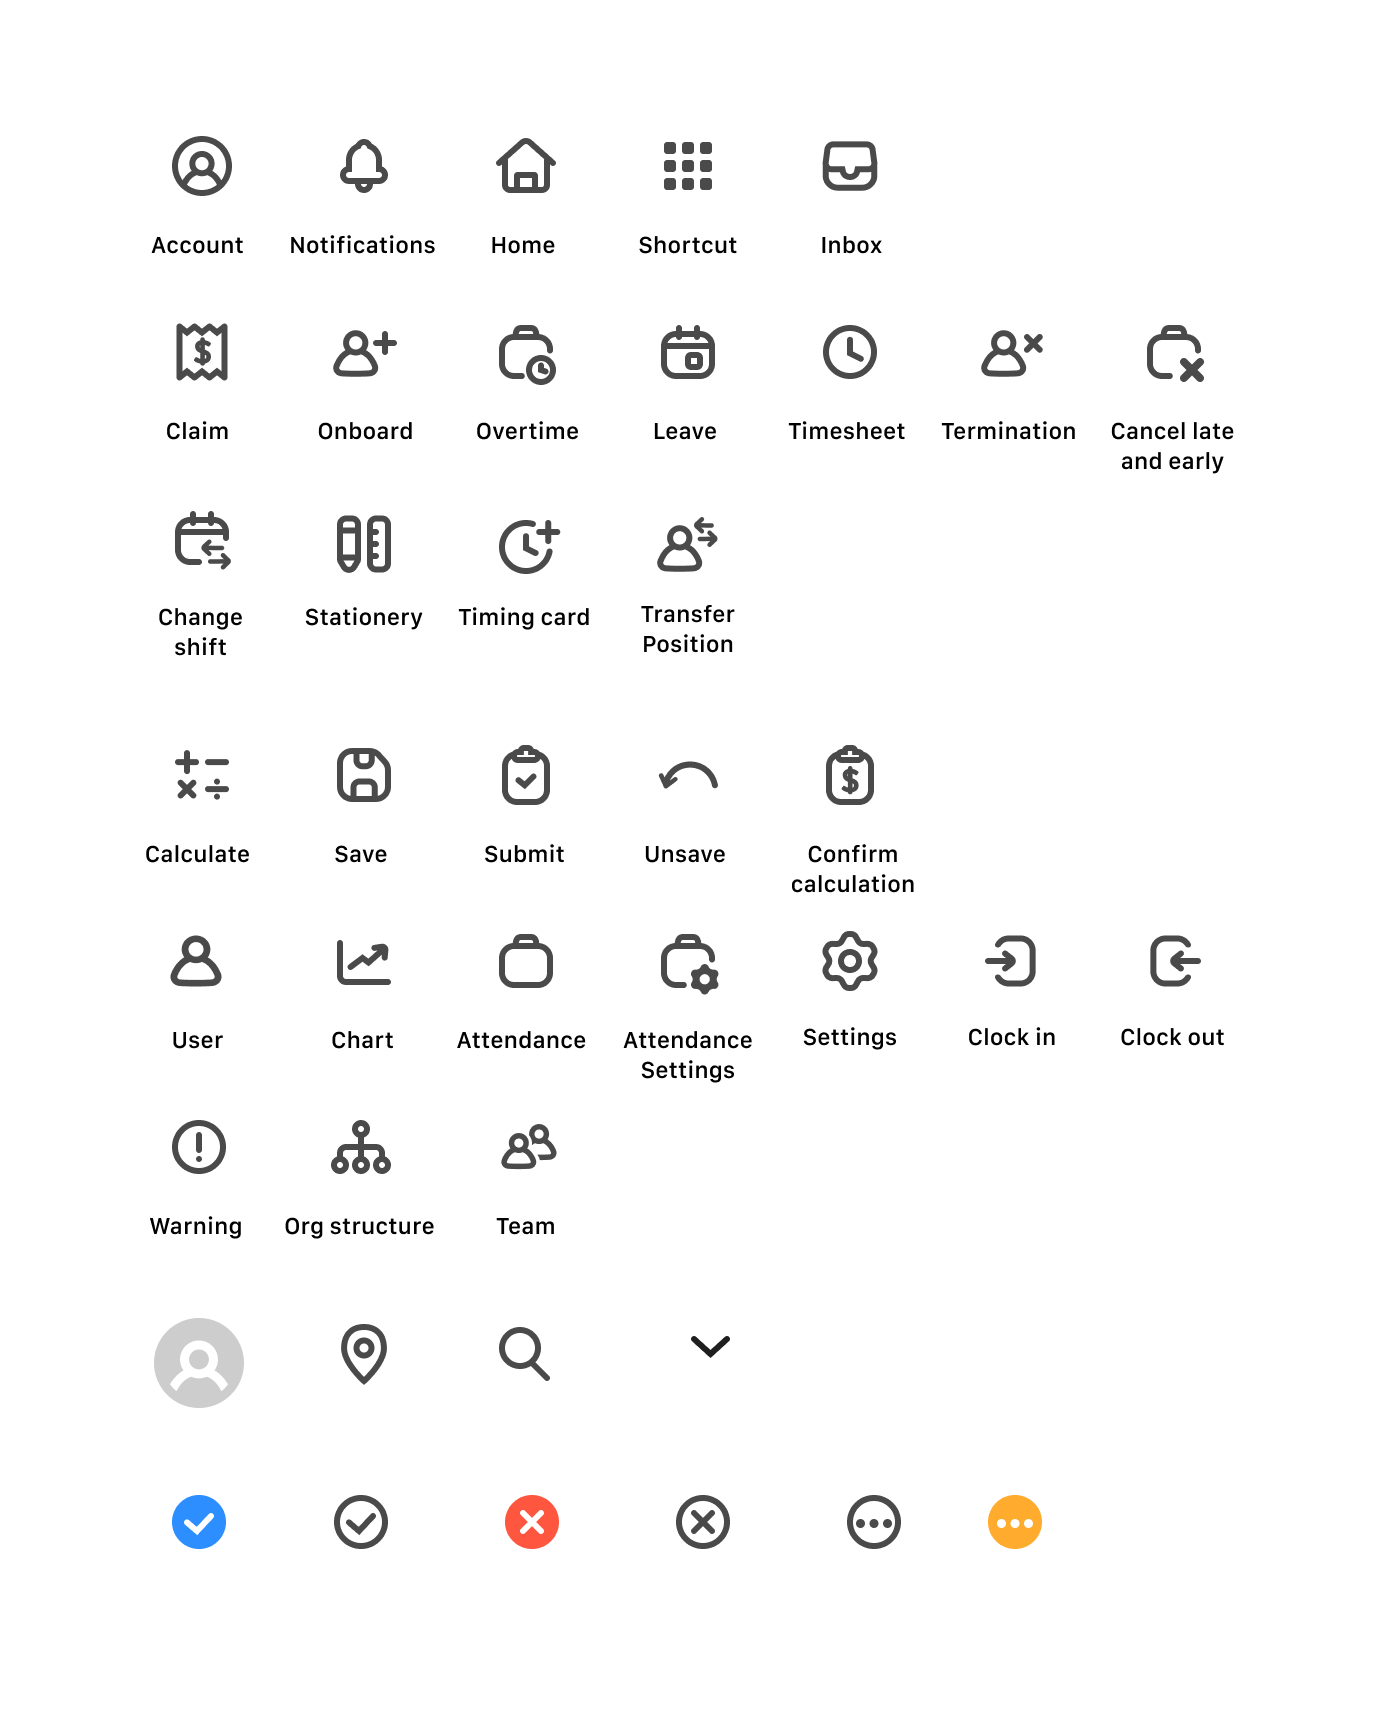 Account
Notifications
Home
Shortcut
Inbox
Claim
Onboard
Overtime
Leave
Timesheet
Termination
Cancel late
and early
Change
shift
Stationery
Timing card
Transfer
Position
Calculate
Save
Submit
Unsave
Confirm
calculation
User
Chart
Attendance
Attendance
Settings
Settings
Clock in
Clock out
Warning
Org structure
Team